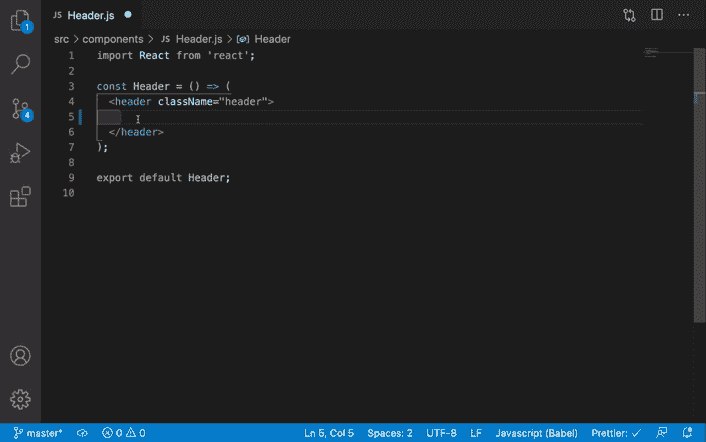 JS Header.js
1
src > components > JS Header.js > Header
1 import React from 'react';
2
3 const Header = () => (
4   <header className="header">
5
6   </header>
7 );
8
9 export default Header;
10
4
master* 0 0 Ln 5, Col 5 Spaces: 2 UTF-8 LF Javascript (Babel) Prettier: ✓